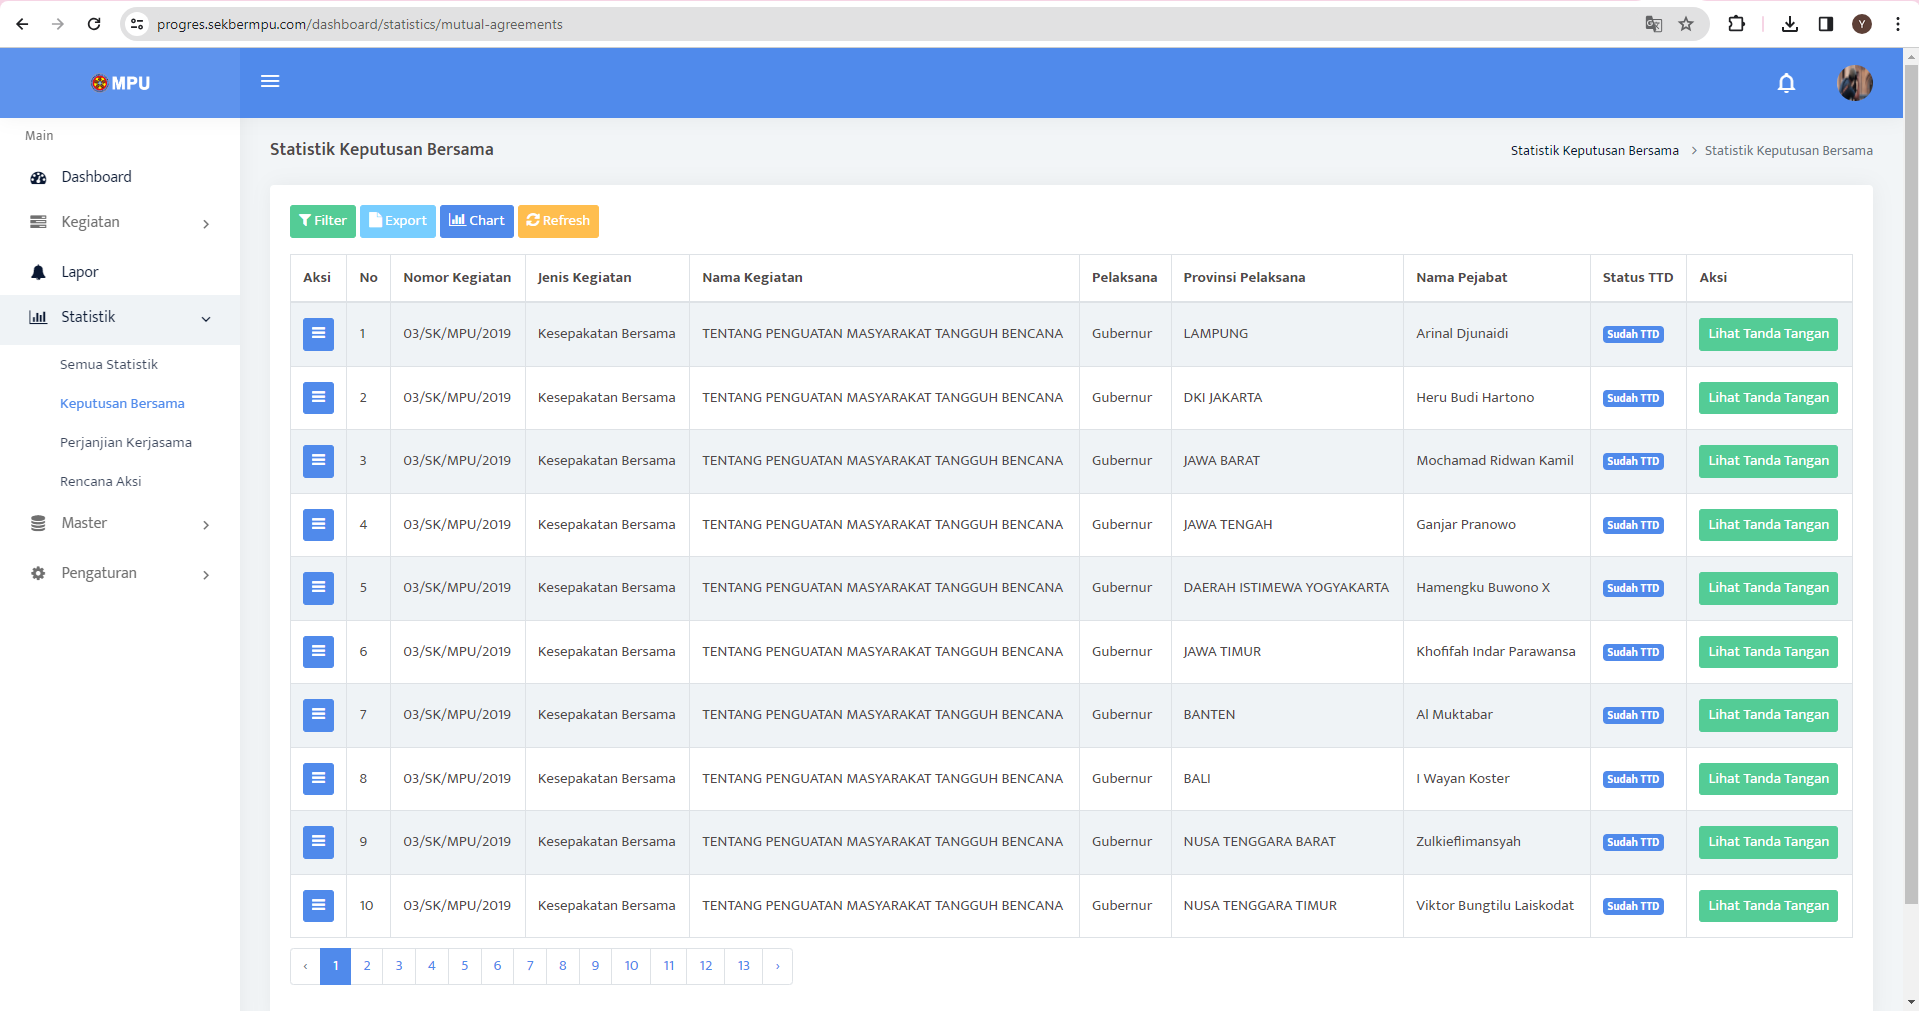 progres.sekbermpu.com/dashboard/statistics/mutual-agreements
Y
MPU
Main
Dashboard
Kegiatan
Lapor
Statistik
Semua Statistik
Keputusan Bersama
Perjanjian Kerjasama
Rencana Aksi
Master
Pengaturan
Statistik Keputusan Bersama
Statistik Keputusan Bersama > Statistik Keputusan Bersama
Filter Export Chart Refresh
Aksi No Nomor Kegiatan Jenis Kegiatan Nama Kegiatan Pelaksana Provinsi Pelaksana Nama Pejabat Status TTD Aksi
1 03/SK/MPU/2019 Kesepakatan Bersama TENTANG PENGUATAN MASYARAKAT TANGGUH BENCANA Gubernur LAMPUNG Arinal Djunaidi Sudah TTD Lihat Tanda Tangan
2 03/SK/MPU/2019 Kesepakatan Bersama TENTANG PENGUATAN MASYARAKAT TANGGUH BENCANA Gubernur DKI JAKARTA Heru Budi Hartono Sudah TTD Lihat Tanda Tangan
3 03/SK/MPU/2019 Kesepakatan Bersama TENTANG PENGUATAN MASYARAKAT TANGGUH BENCANA Gubernur JAWA BARAT Mochamad Ridwan Kamil Sudah TTD Lihat Tanda Tangan
4 03/SK/MPU/2019 Kesepakatan Bersama TENTANG PENGUATAN MASYARAKAT TANGGUH BENCANA Gubernur JAWA TENGAH Ganjar Pranowo Sudah TTD Lihat Tanda Tangan
5 03/SK/MPU/2019 Kesepakatan Bersama TENTANG PENGUATAN MASYARAKAT TANGGUH BENCANA Gubernur DAERAH ISTIMEWA YOGYAKARTA Hamengku Buwono X Sudah TTD Lihat Tanda Tangan
6 03/SK/MPU/2019 Kesepakatan Bersama TENTANG PENGUATAN MASYARAKAT TANGGUH BENCANA Gubernur JAWA TIMUR Khofifah Indar Parawansa Sudah TTD Lihat Tanda Tangan
7 03/SK/MPU/2019 Kesepakatan Bersama TENTANG PENGUATAN MASYARAKAT TANGGUH BENCANA Gubernur BANTEN Al Muktabar Sudah TTD Lihat Tanda Tangan
8 03/SK/MPU/2019 Kesepakatan Bersama TENTANG PENGUATAN MASYARAKAT TANGGUH BENCANA Gubernur BALI I Wayan Koster Sudah TTD Lihat Tanda Tangan
9 03/SK/MPU/2019 Kesepakatan Bersama TENTANG PENGUATAN MASYARAKAT TANGGUH BENCANA Gubernur NUSA TENGGARA BARAT Zulkieflimansyah Sudah TTD Lihat Tanda Tangan
10 03/SK/MPU/2019 Kesepakatan Bersama TENTANG PENGUATAN MASYARAKAT TANGGUH BENCANA Gubernur NUSA TENGGARA TIMUR Viktor Bungtilu Laiskodat Sudah TTD Lihat Tanda Tangan
‹ 1 2 3 4 5 6 7 8 9 10 11 12 13 ›